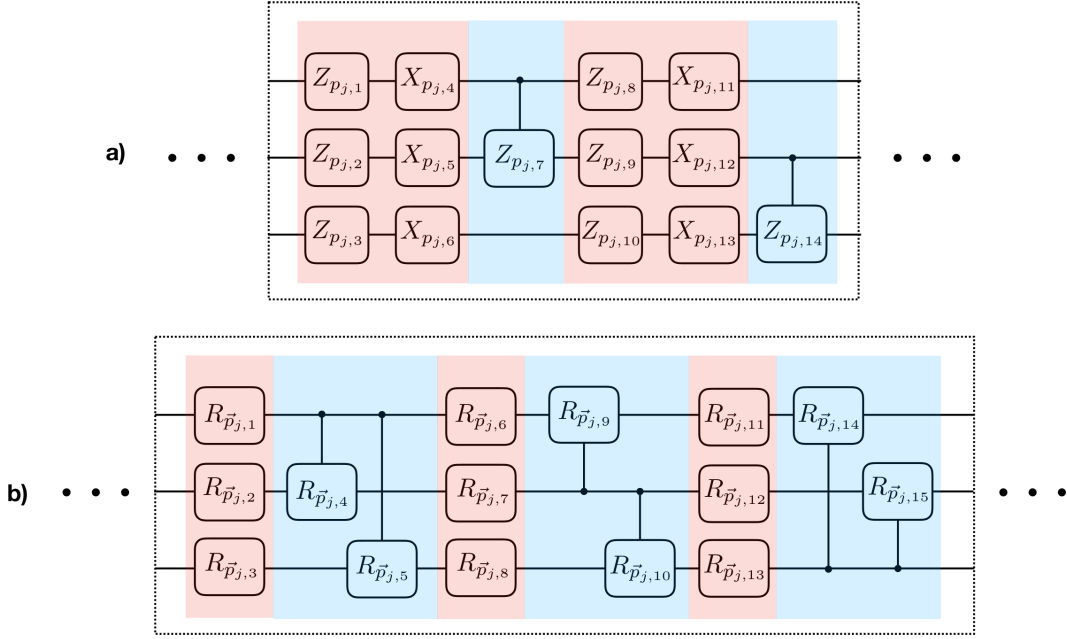 Z_{p_{j,1}} X_{p_{j,4}} Z_{p_{j,8}} X_{p_{j,11}}
a) Z_{p_{j,2}} X_{p_{j,5}} Z_{p_{j,7}} Z_{p_{j,9}} X_{p_{j,12}}
Z_{p_{j,3}} X_{p_{j,6}} Z_{p_{j,10}} X_{p_{j,13}} Z_{p_{j,14}}
R_{\vec{p}_{j,1}} R_{\vec{p}_{j,6}} R_{\vec{p}_{j,9}} R_{\vec{p}_{j,11}} R_{\vec{p}_{j,14}}
b) R_{\vec{p}_{j,2}} R_{\vec{p}_{j,4}} R_{\vec{p}_{j,7}} R_{\vec{p}_{j,12}} R_{\vec{p}_{j,15}}
R_{\vec{p}_{j,3}} R_{\vec{p}_{j,5}} R_{\vec{p}_{j,8}} R_{\vec{p}_{j,10}} R_{\vec{p}_{j,13}}